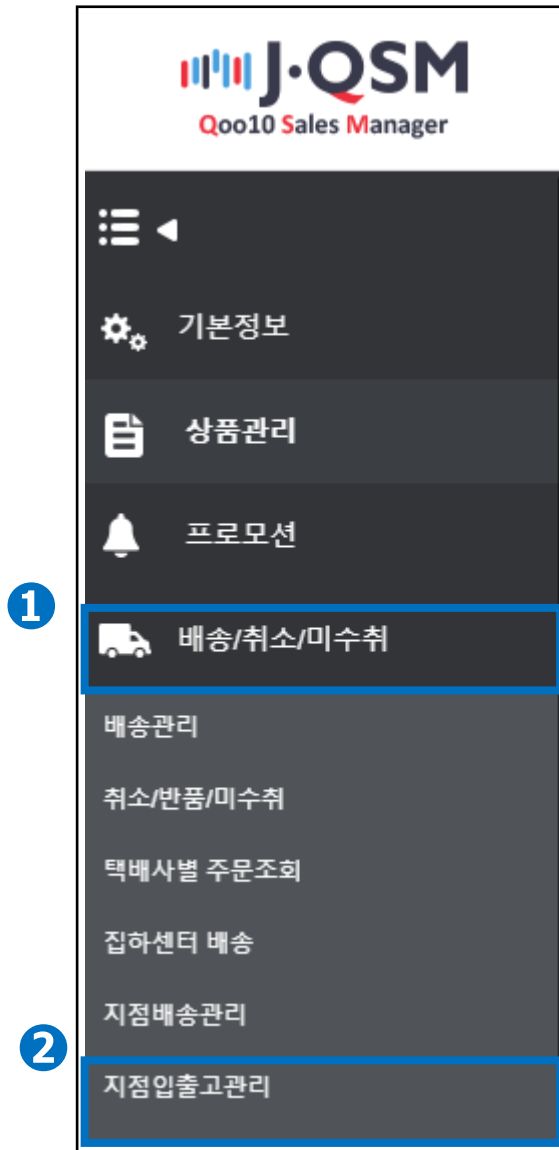 J·QSM
Qoo10 Sales Manager
기본정보
상품관리
프로모션
1
배송/취소/미수취
배송관리
취소/반품/미수취
택배사별 주문조회
집하센터 배송
지점배송관리
2
지점입출고관리